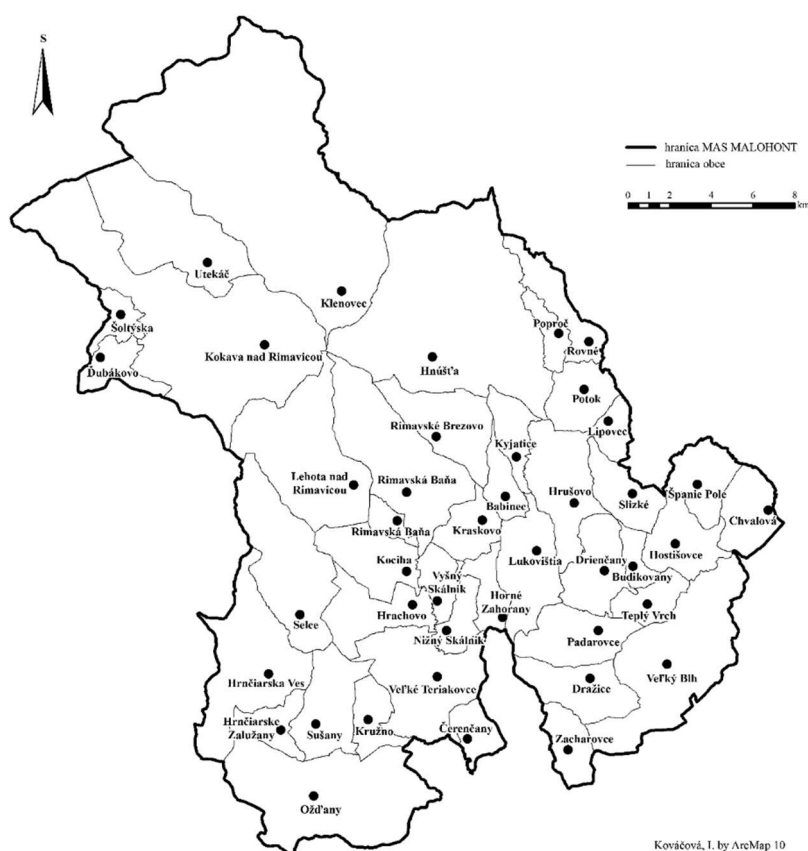 S
hranica MAS MALOHONT
hranica obce
0 1 2 4 6 8
km
Utekáč
Klenovec
Šoltýska
Poproč
Rovné
Kokava nad Rimavicou
Ďubákovo
Hnúšťa
Potok
Lipovec
Rimavské Brezovo
Kyjatice
Lehota nad
Rimavicou
Rimavská Baňa
Babinec
Hrušovo
Slizké
Španie Pole
Chvalová
Rimavská Baňa
Kraskovo
Lukovištia
Drienčany
Hostišovce
Budikovany
Kociha
Vyšný
Skálnik
Horné
Zahorany
Teplý Vrch
Selce
Hrachovo
Nižný Skálnik
Padarovce
Hrnčiarska Ves
Veľké Teriakovce
Dražice
Veľký Blh
Hrnčiarske
Zalužany
Sušany
Kružno
Čerenčany
Zacharovce
Ožďany
Kováčová, I. by ArcMap 10